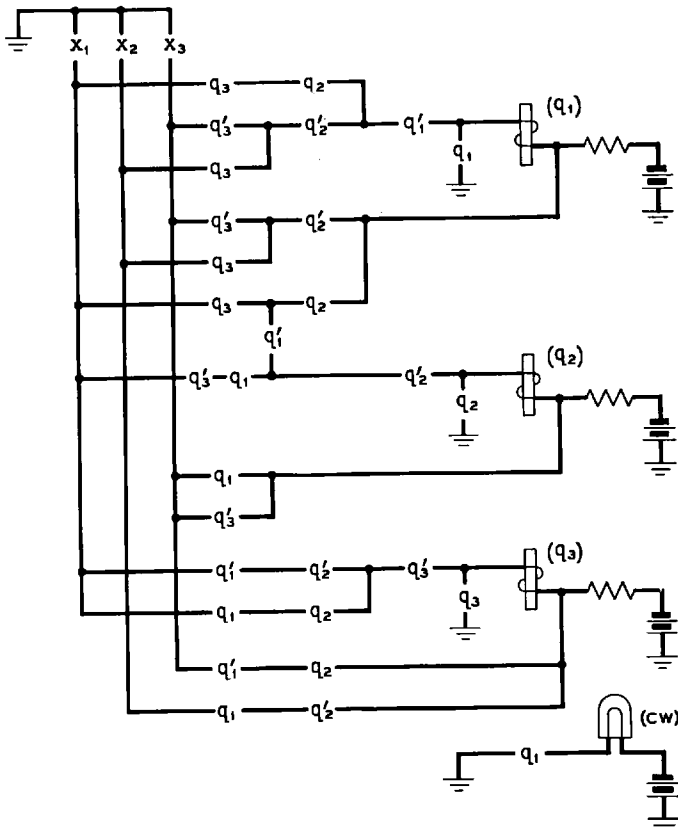 X₁ X₂ X₃
q₃ q₂
(q₁)
q′₃ q′₂ q′₁
q₁
q₃
q′₃ q′₂
q₃
q₃ q₂
q′₁
(q₂)
q′₃ q₁ q′₂
q₂
q₁
q′₃
(q₃)
q′₁ q′₂ q′₃
q₃
q₁ q₂
q′₁ q₂
q₁ q′₂
(CW)
q₁